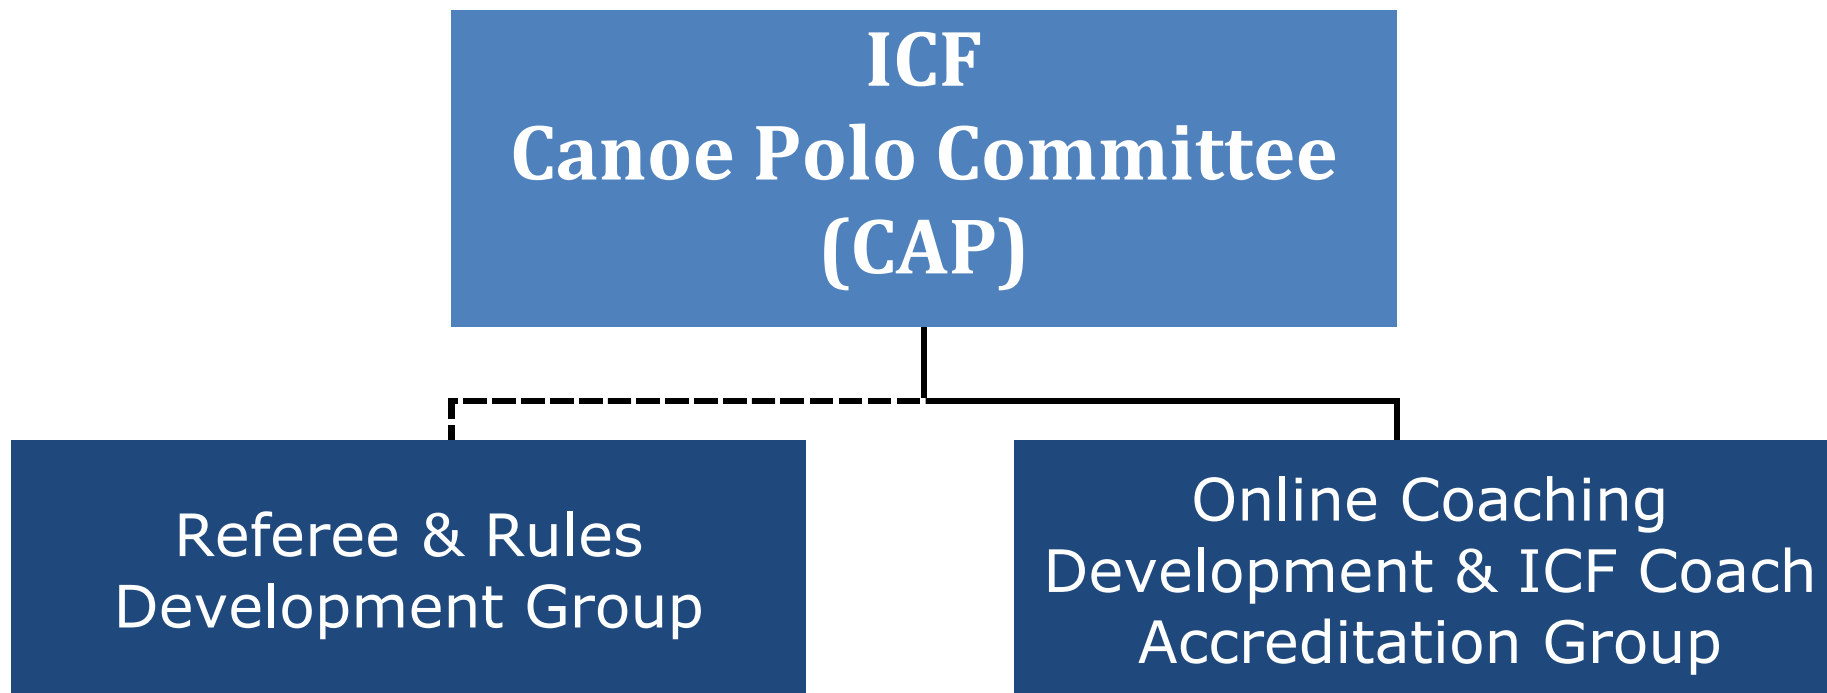 ICF
Canoe Polo Committee
(CAP)
Referee & Rules
Development Group
Online Coaching
Development & ICF Coach
Accreditation Group